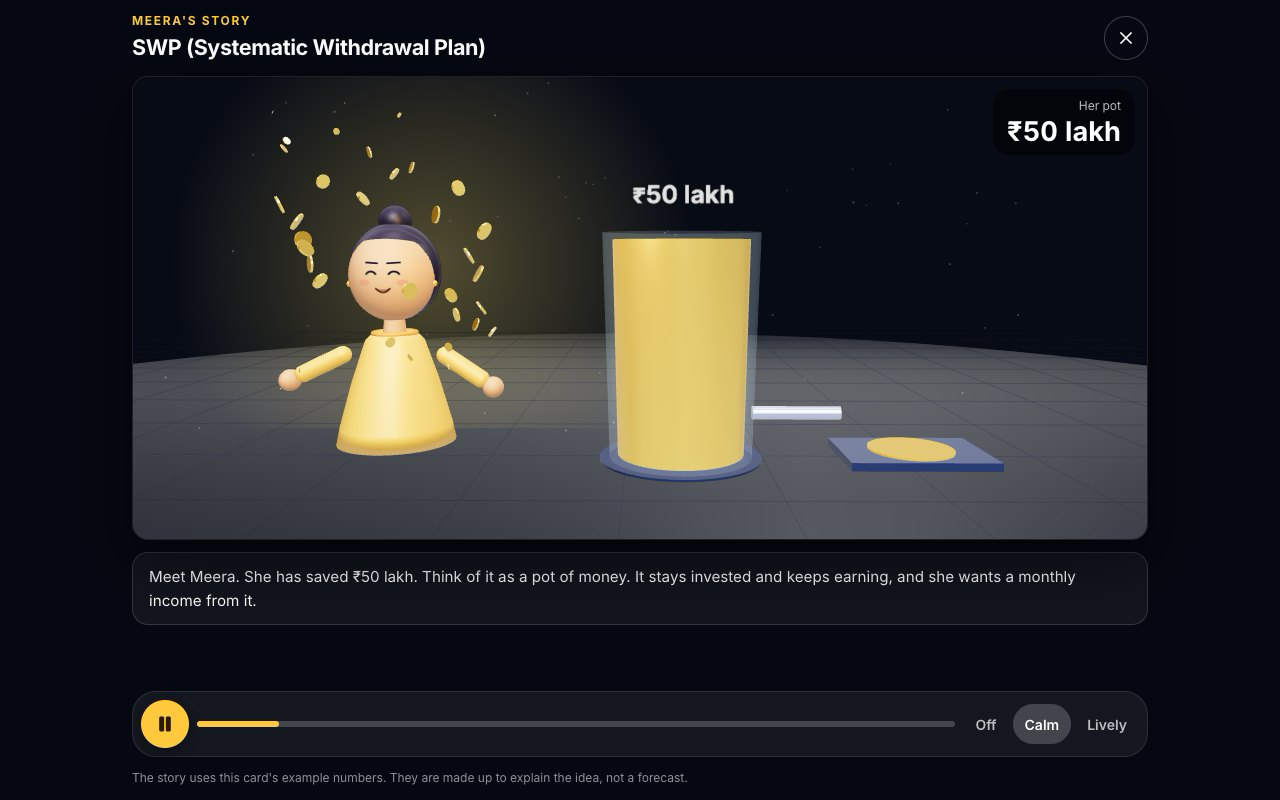 MEERA'S STORY
SWP (Systematic Withdrawal Plan)
Her pot
₹50 lakh
₹50 lakh
Meet Meera. She has saved ₹50 lakh. Think of it as a pot of money. It stays invested and keeps earning, and she wants a monthly
income from it.
Off
Calm
Lively
The story uses this card's example numbers. They are made up to explain the idea, not a forecast.